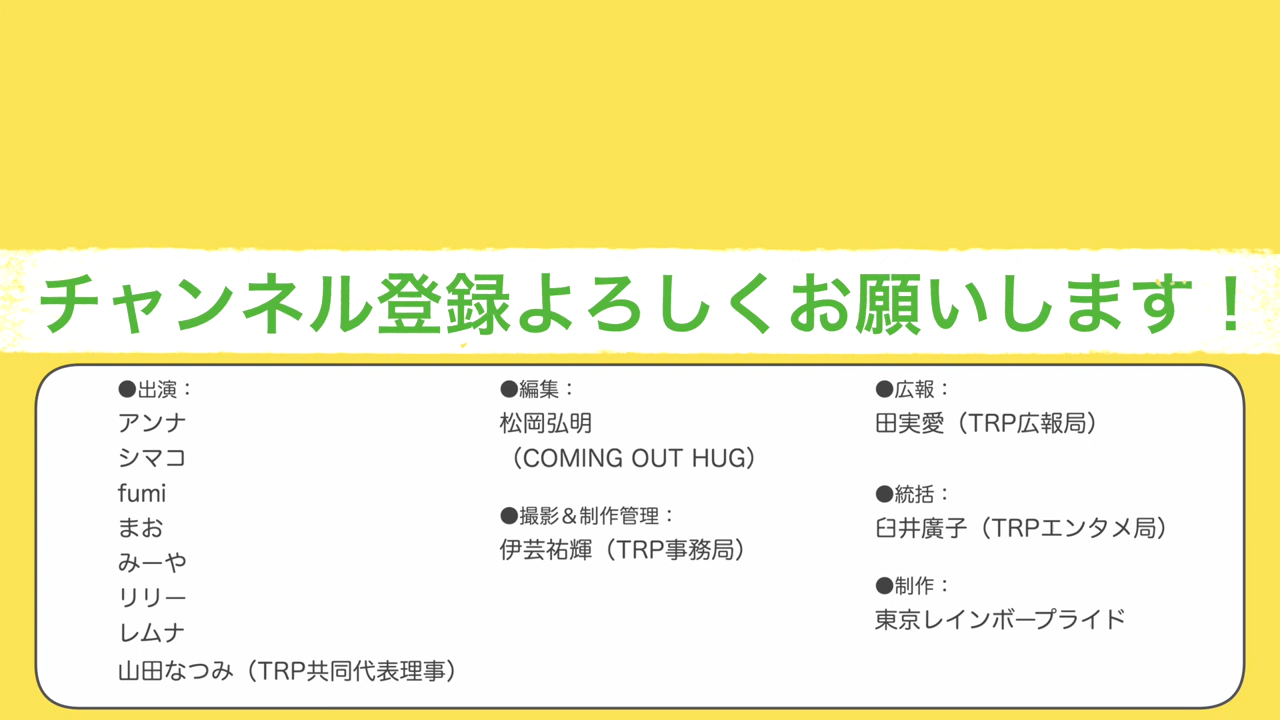 チャンネル登録よろしくお願いします！
●出演：
アンナ
シマコ
fumi
まお
みーや
リリー
レムナ
山田なつみ（TRP共同代表理事）
●編集：
松岡弘明
（COMING OUT HUG）
●撮影＆制作管理：
伊芸祐輝（TRP事務局）
●広報：
田実愛（TRP広報局）
●統括：
臼井廣子（TRPエンタメ局）
●制作：
東京レインボープライド